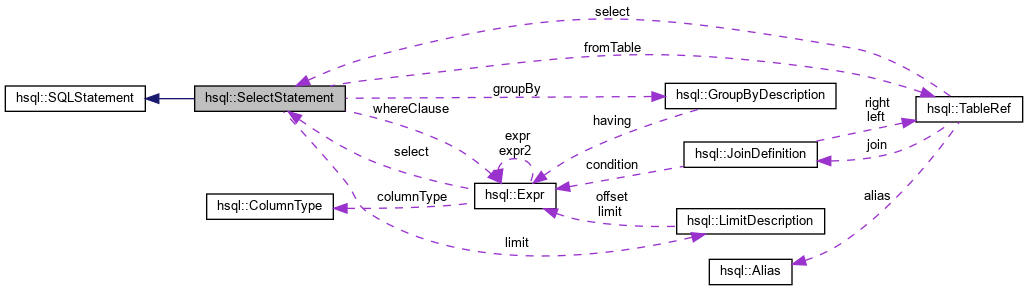 select
fromTable
hsql::SQLStatement
hsql::SelectStatement
groupBy
hsql::GroupByDescription
hsql::TableRef
whereClause
having
right
left
expr
expr2
select
condition
hsql::JoinDefinition
join
hsql::ColumnType
columnType
hsql::Expr
offset
limit
hsql::LimitDescription
alias
limit
hsql::Alias